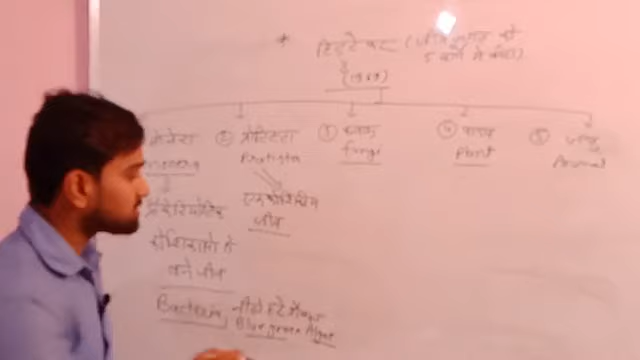 * व्हिटेकर (जीव जगत को
5 वर्गों में बांटा)
(1969)
मोनेरा ② प्रोटिस्टा ③ कवक ④ पादप ⑤ जन्तु
Monera Protista Fungi Plant Animal
प्रोकैरियोटिक एककोशिकीय
जीव
कोशिकाओं से
बने जीव
Bacteria, नीले हरे शैवाल
Blue green Algae